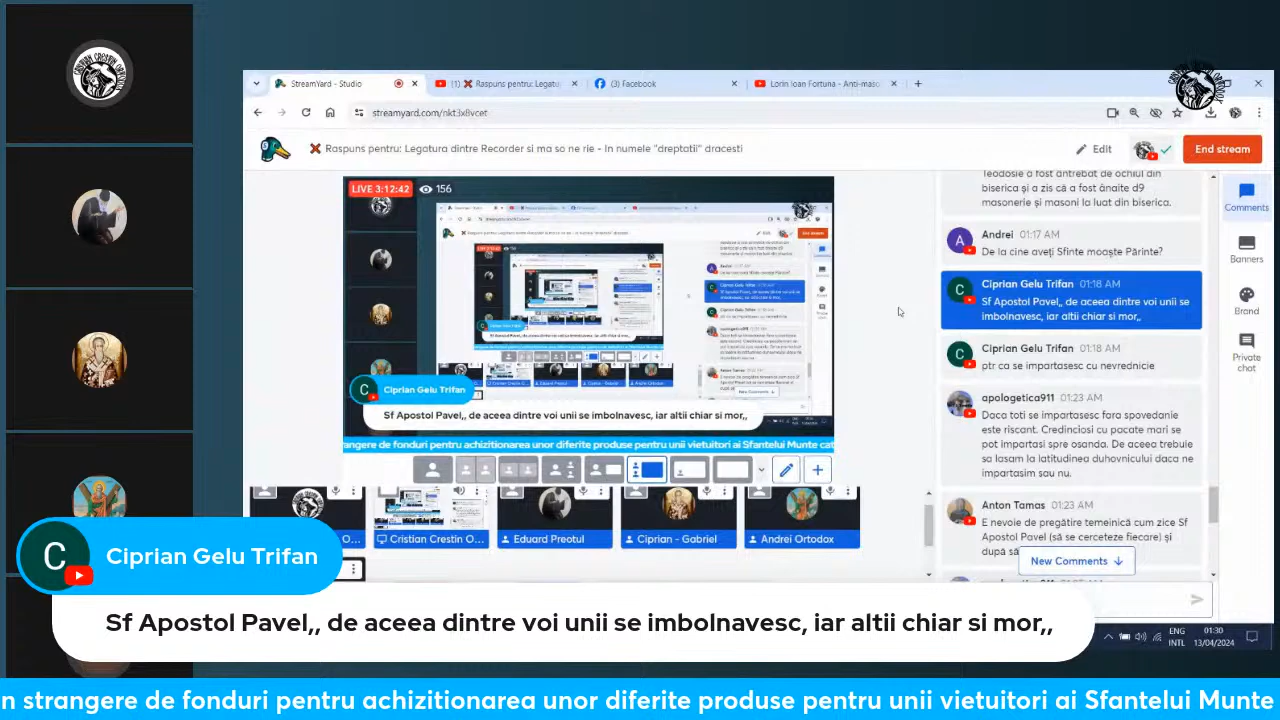 StreamYard - Studio
(1) ❌ Raspuns pentru: Legatu
(3) Facebook
Lorin Ioan Fortuna - Anti-maso
streamyard.com/nkt3x8vcet
❌ Raspuns pentru: Legatura dintre Recorder si ma so ne rie - In numele "dreptatii" dracesti
Edit
End stream
LIVE 3:12:42
156
Ciprian Gelu Trifan
Sf Apostol Pavel,, de aceea dintre voi unii se imbolnavesc, iar altii chiar si mor,,
rangere de fonduri pentru achizitionarea unor diferite produse pentru unii vietuitori ai Sfantelui Munte cat
Cristian Crestin O...
Eduard Preotul
Ciprian - Gabriel
Andrei Ortodox
Teodosie a fost antrebat de ochiul din
biserica și a zis că a fost ânaite d9
masonerie și masoni la luat din biserica.
Andrei 01:17 AM
De la cine aveți Sfinte moaște Părinte?
Ciprian Gelu Trifan 01:18 AM
Sf Apostol Pavel,, de aceea dintre voi unii se
imbolnavesc, iar altii chiar si mor,,
Ciprian Gelu Trifan 01:18 AM
ptr ca se impartasesc cu nevrednicie
apologetica911 01:23 AM
Daca toti se impartasesc fara spovedanie
este riscant. Credinciosi cu pacate mari se
pot impartasi spre osanda. De aceea trebuie
sa lasam la latitudinea duhovnicului daca ne
impartasim sau nu.
Anton Tamas 01:23 AM
E nevoie de pregătire temeinică cum zice Sf
Apostol Pavel (să se cerceteze fiecare) și
după să
New Comments
Comments
Banners
Brand
Private
chat
ENG
INTL
01:30
13/04/2024
C
Ciprian Gelu Trifan
Sf Apostol Pavel,, de aceea dintre voi unii se imbolnavesc, iar altii chiar si mor,,
n strangere de fonduri pentru achizitionarea unor diferite produse pentru unii vietuitori ai Sfantelui Munte